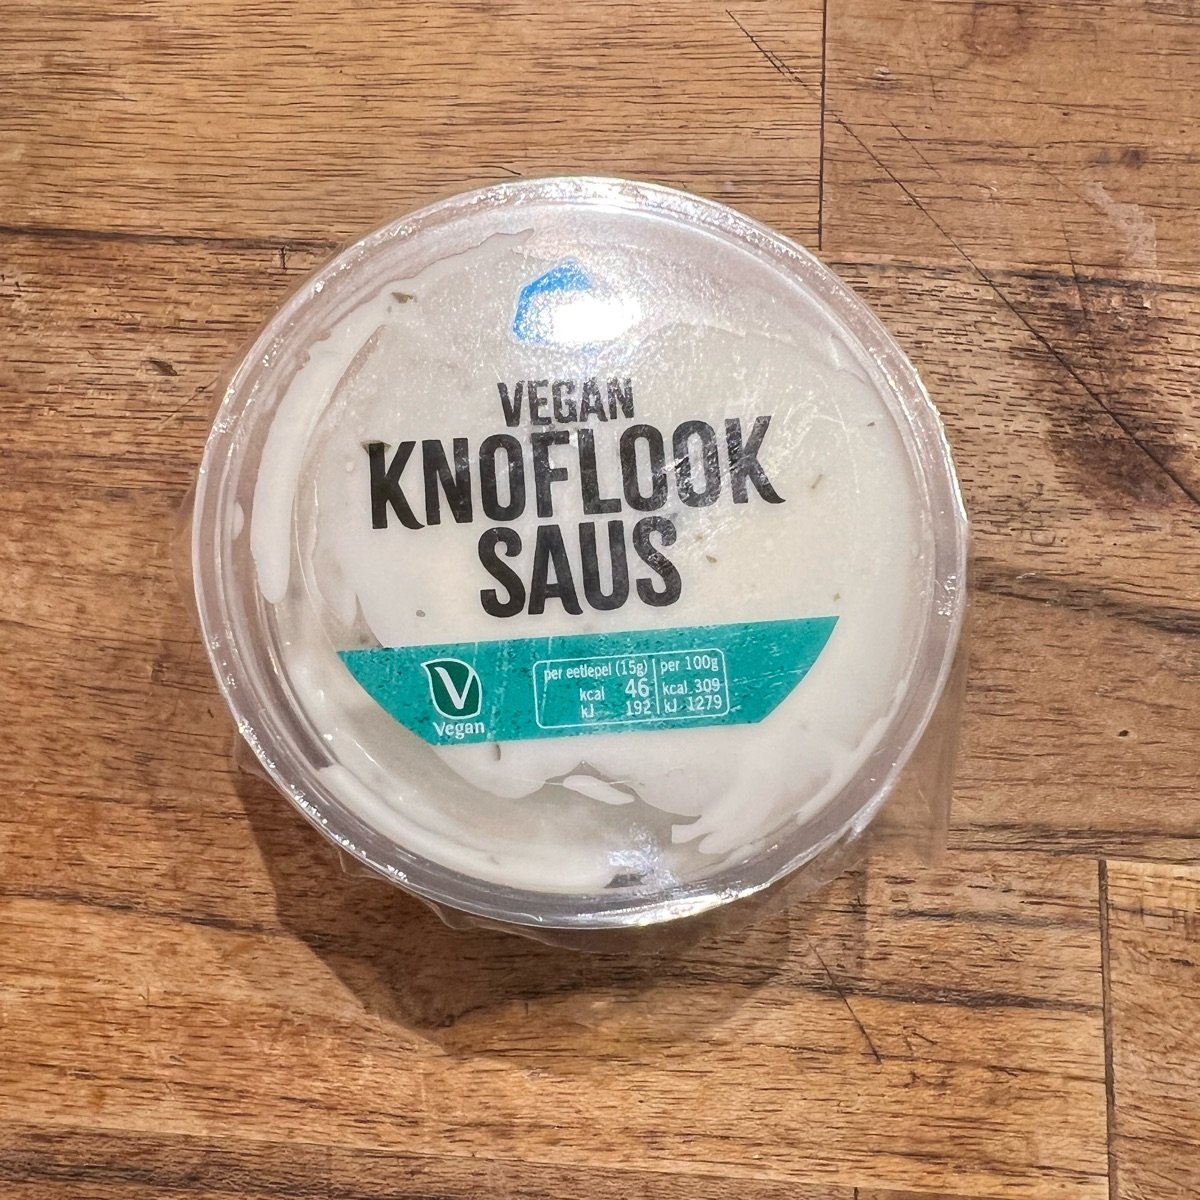 VEGAN
KNOFLOOK
SAUS
V
Vegan
per eetlepel (15g) per 100g
kcal 46 kcal 309
kJ 192 kJ 1279